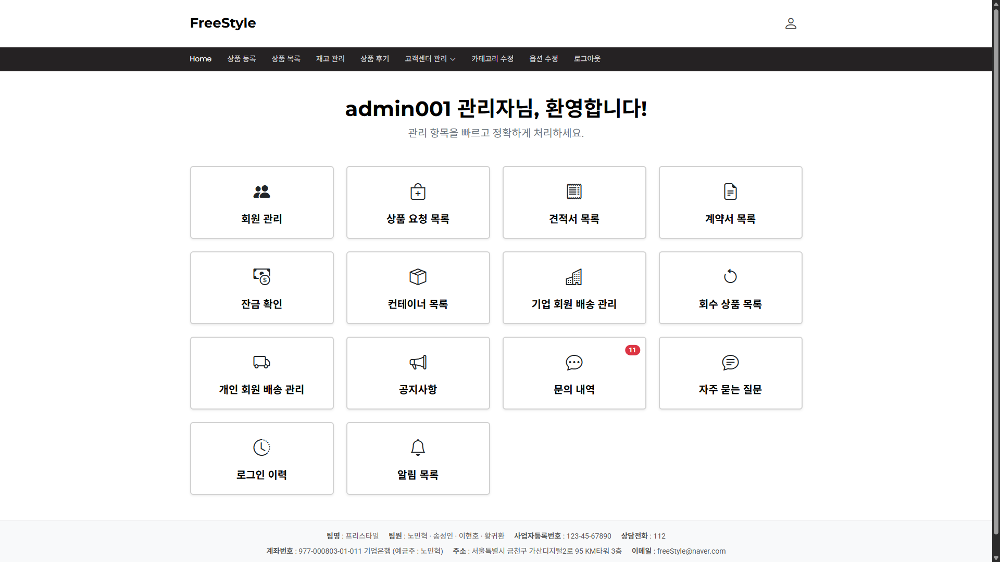 FreeStyle
Home 상품 등록 상품 목록 재고 관리 상품 후기 고객센터 관리 카테고리 수정 옵션 수정 로그아웃
admin001 관리자님, 환영합니다!
관리 항목을 빠르고 정확하게 처리하세요.
회원 관리
상품 요청 목록
견적서 목록
계약서 목록
잔금 확인
컨테이너 목록
기업 회원 배송 관리
회수 상품 목록
개인 회원 배송 관리
공지사항
11
문의 내역
자주 묻는 질문
로그인 이력
알림 목록
팀명 : 프리스타일 팀원 : 노민혁 · 송성인 · 이현호 · 황귀환 사업자등록번호 : 123-45-67890 상담전화 : 112
계좌번호 : 977-000803-01-011 기업은행 (예금주 : 노민혁) 주소 : 서울특별시 금천구 가산디지털2로 95 KM타워 3층 이메일 : freeStyle@naver.com